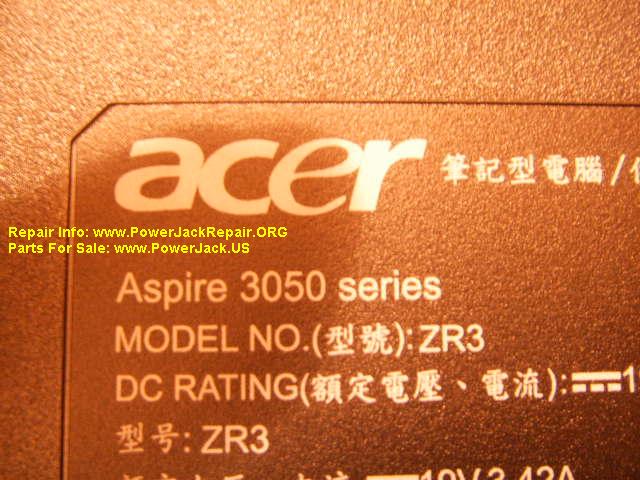 acer 筆記型電腦/
Repair Info: www.PowerJackRepair.ORG
Parts For Sale: www.PowerJack.US
Aspire 3050 series
MODEL NO.(型號): ZR3
DC RATING(額定電壓、電流): ⎓19
型号: ZR3
⎓19V 3.42A